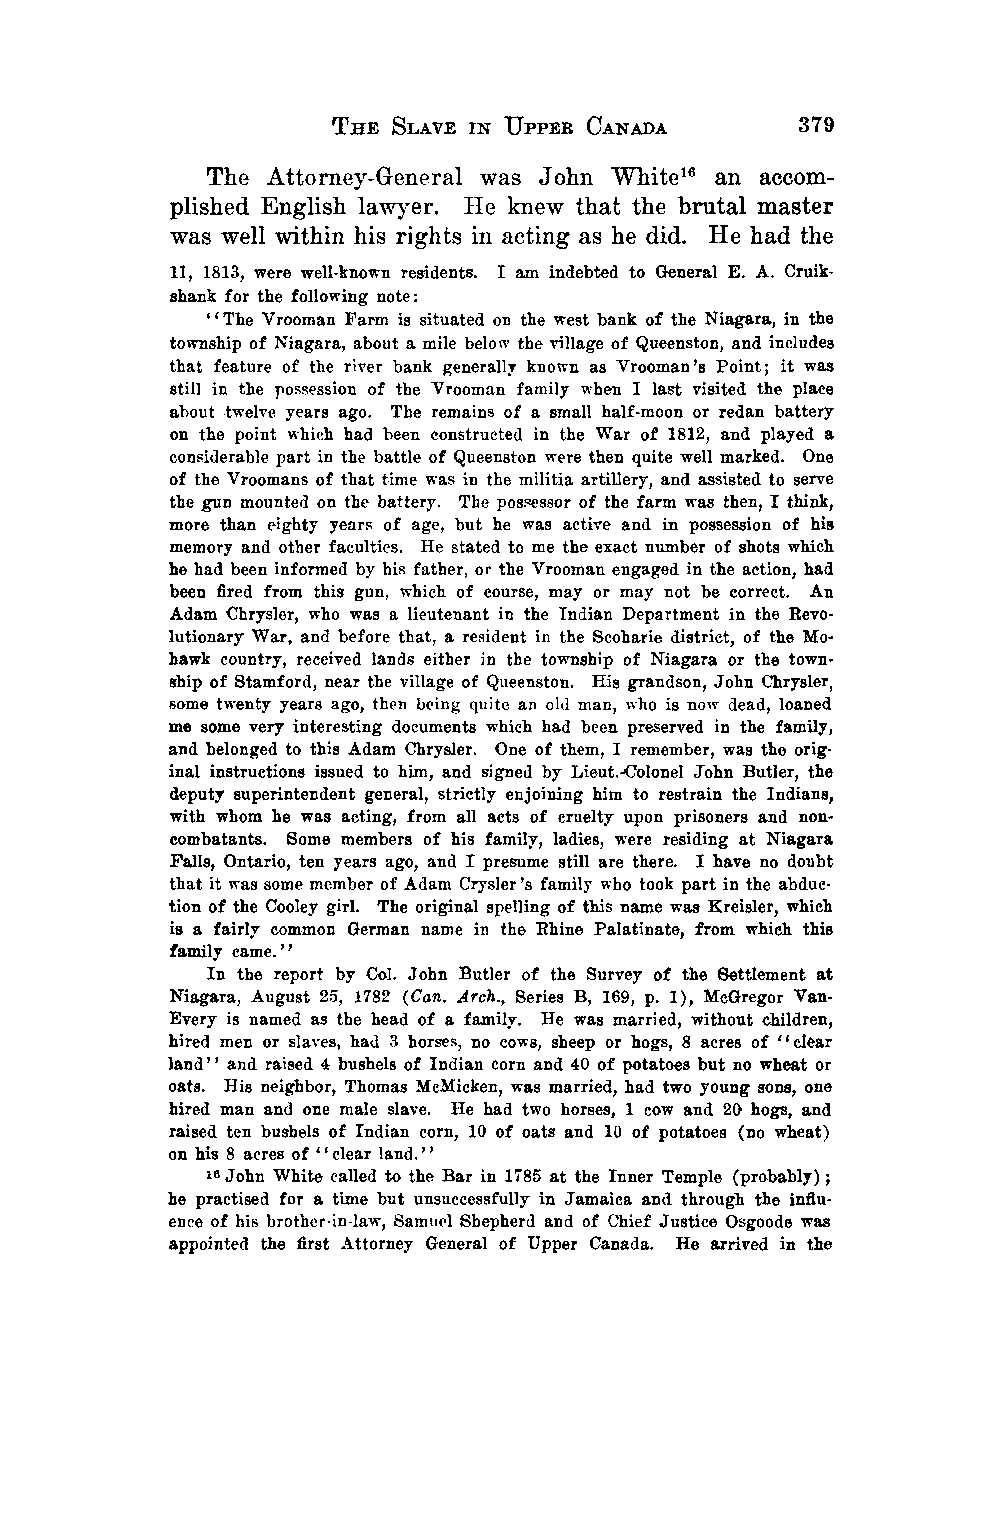 THE SLAVE IN UPPER CANADA 379
The Attorney-General was John White¹⁶ an accom-
plished English lawyer. He knew that the brutal master
was well within his rights in acting as he did. He had the
11, 1813, were well-known residents. I am indebted to General E. A. Cruik-
shank for the following note:
‘‘The Vrooman Farm is situated on the west bank of the Niagara, in the
township of Niagara, about a mile below the village of Queenston, and includes
that feature of the river bank generally known as Vrooman's Point; it was
still in the possession of the Vrooman family when I last visited the place
about twelve years ago. The remains of a small half-moon or redan battery
on the point which had been constructed in the War of 1812, and played a
considerable part in the battle of Queenston were then quite well marked. One
of the Vroomans of that time was in the militia artillery, and assisted to serve
the gun mounted on the battery. The possessor of the farm was then, I think,
more than eighty years of age, but he was active and in possession of his
memory and other faculties. He stated to me the exact number of shots which
he had been informed by his father, or the Vrooman engaged in the action, had
been fired from this gun, which of course, may or may not be correct. An
Adam Chrysler, who was a lieutenant in the Indian Department in the Revo-
lutionary War, and before that, a resident in the Scoharie district, of the Mo-
hawk country, received lands either in the township of Niagara or the town-
ship of Stamford, near the village of Queenston. His grandson, John Chrysler,
some twenty years ago, then being quite an old man, who is now dead, loaned
me some very interesting documents which had been preserved in the family,
and belonged to this Adam Chrysler. One of them, I remember, was the orig-
inal instructions issued to him, and signed by Lieut.-Colonel John Butler, the
deputy superintendent general, strictly enjoining him to restrain the Indians,
with whom he was acting, from all acts of cruelty upon prisoners and non-
combatants. Some members of his family, ladies, were residing at Niagara
Falls, Ontario, ten years ago, and I presume still are there. I have no doubt
that it was some member of Adam Crysler's family who took part in the abduc-
tion of the Cooley girl. The original spelling of this name was Kreisler, which
is a fairly common German name in the Rhine Palatinate, from which this
family came.’’
In the report by Col. John Butler of the Survey of the Settlement at
Niagara, August 25, 1782 (Can. Arch., Series B, 169, p. 1), McGregor Van-
Every is named as the head of a family. He was married, without children,
hired men or slaves, had 3 horses, no cows, sheep or hogs, 8 acres of ‘‘clear
land’’ and raised 4 bushels of Indian corn and 40 of potatoes but no wheat or
oats. His neighbor, Thomas McMicken, was married, had two young sons, one
hired man and one male slave. He had two horses, 1 cow and 20 hogs, and
raised ten bushels of Indian corn, 10 of oats and 10 of potatoes (no wheat)
on his 8 acres of ‘‘clear land.’’
¹⁶ John White called to the Bar in 1785 at the Inner Temple (probably);
he practised for a time but unsuccessfully in Jamaica and through the influ-
ence of his brother-in-law, Samuel Shepherd and of Chief Justice Osgoode was
appointed the first Attorney General of Upper Canada. He arrived in the